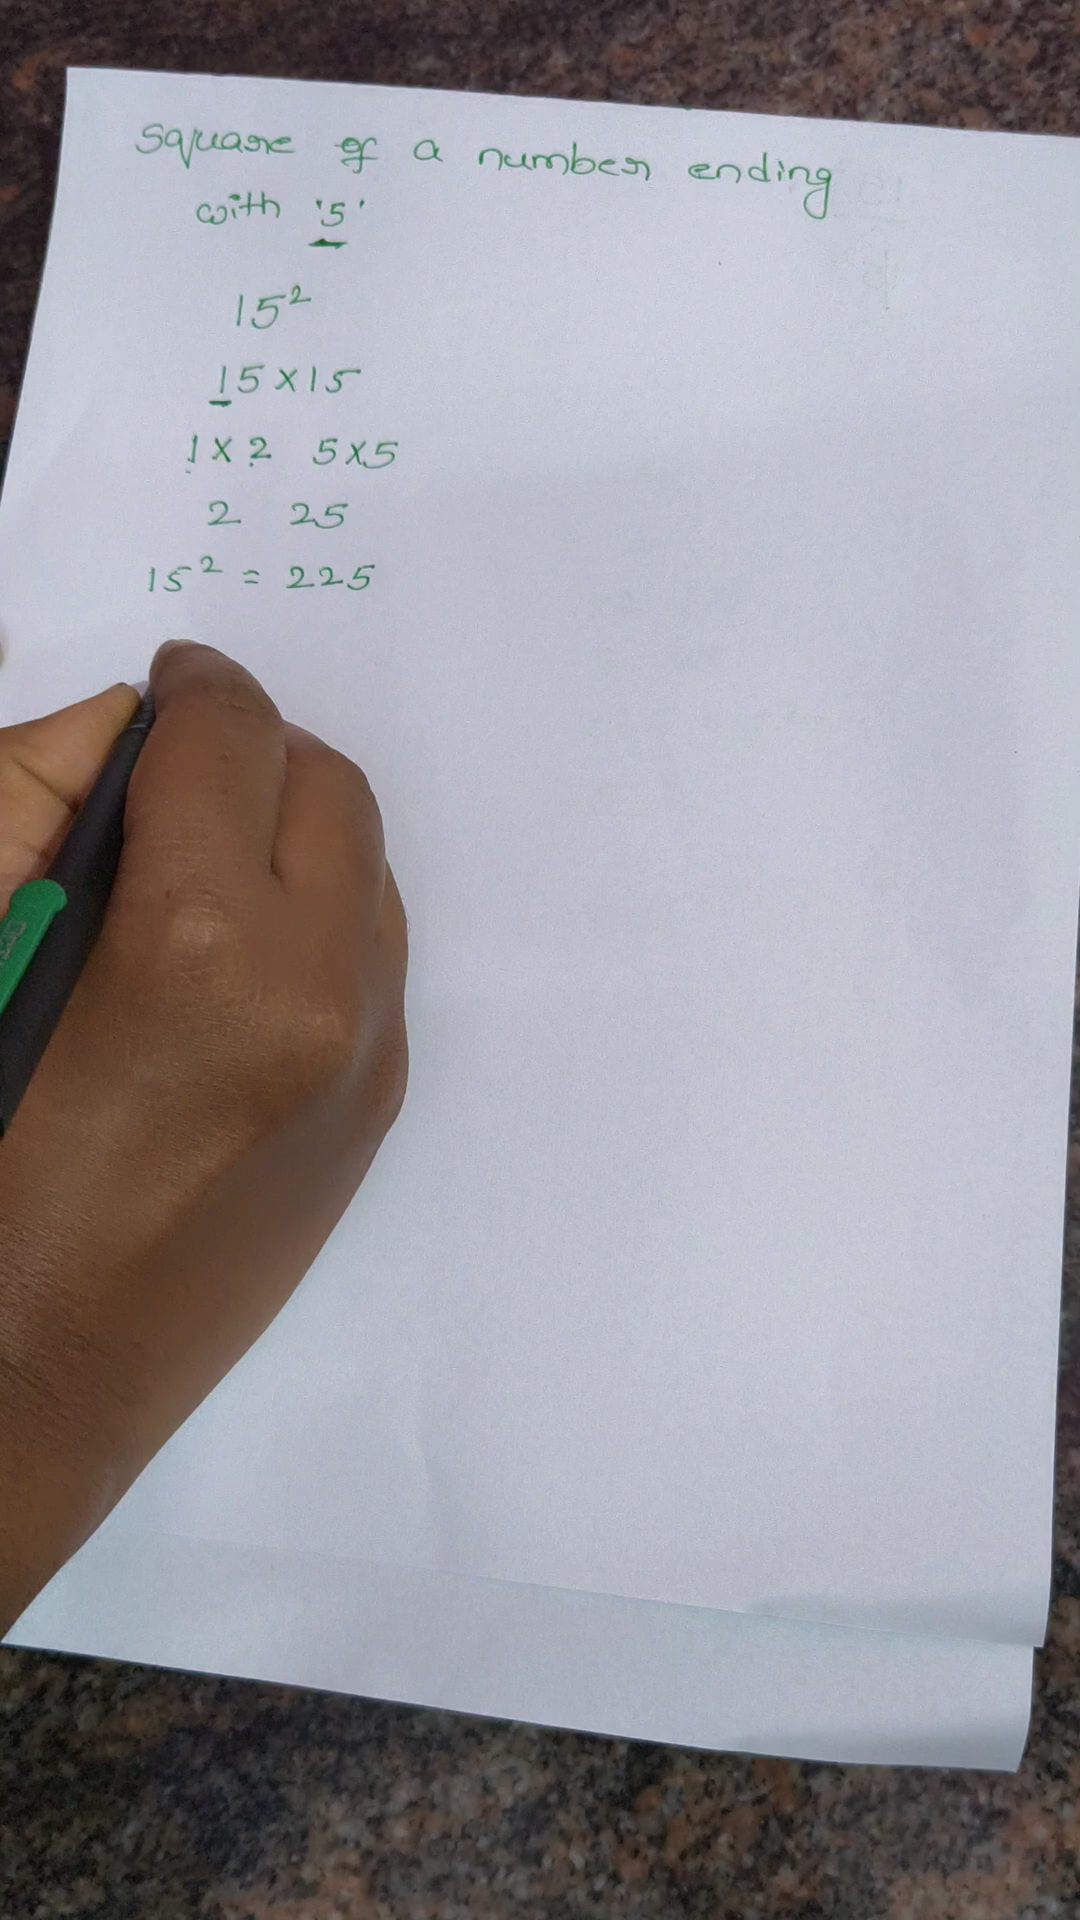 Square of a number ending
with '5'
15²
15 × 15
1 × 2 5 × 5
2 25
15² = 225